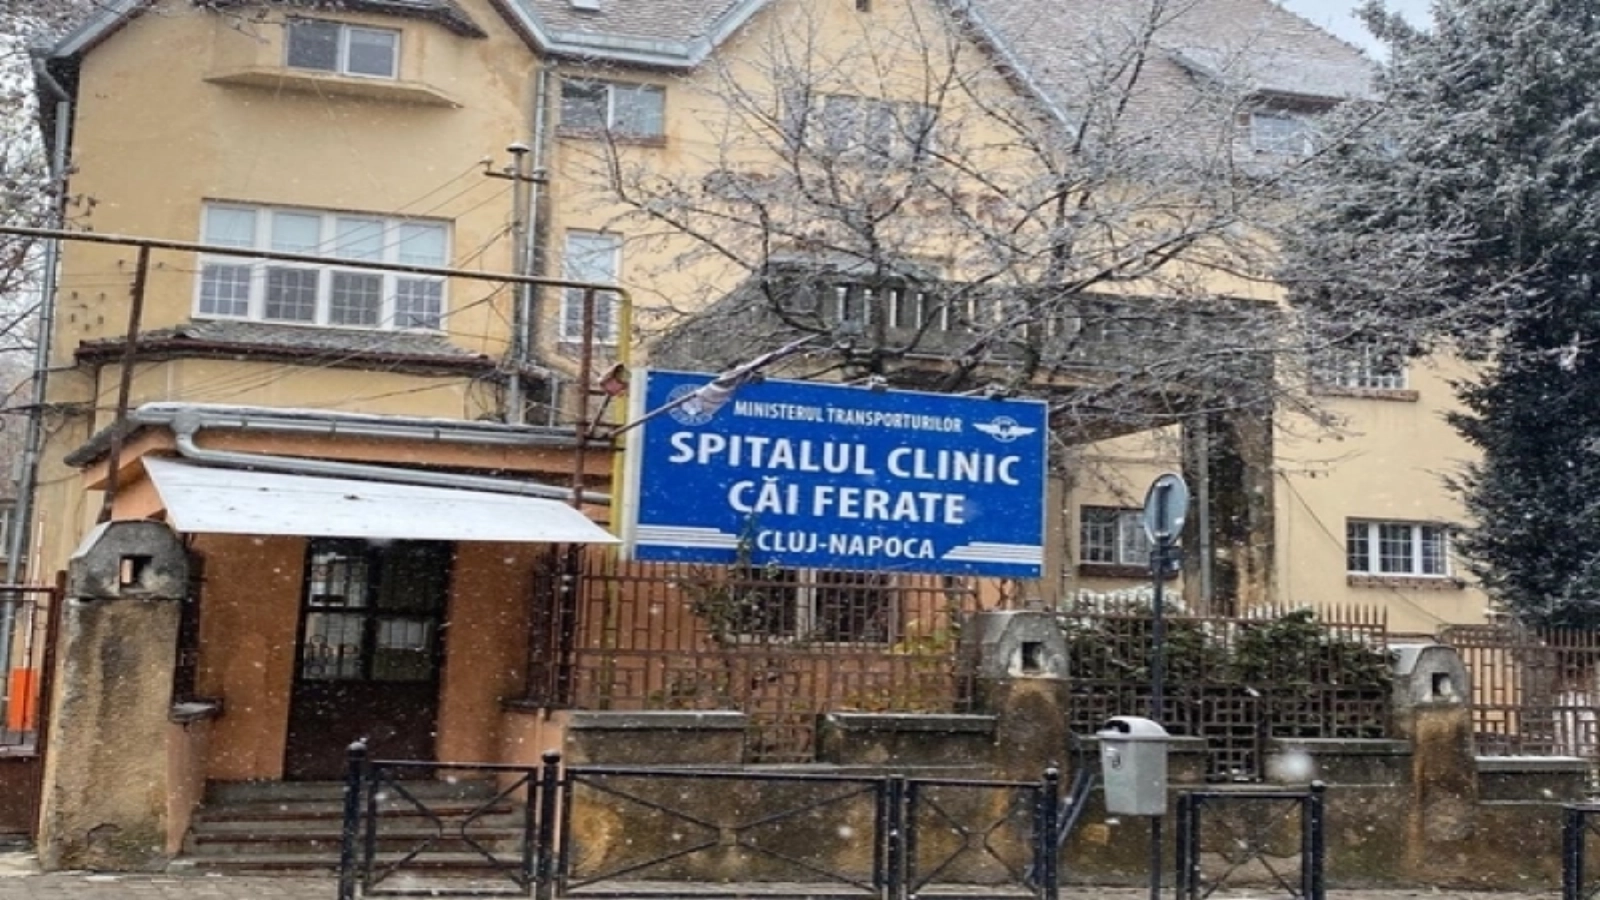 MINISTERUL TRANSPORTURILOR
SPITALUL CLINIC
CĂI FERATE
CLUJ-NAPOCA